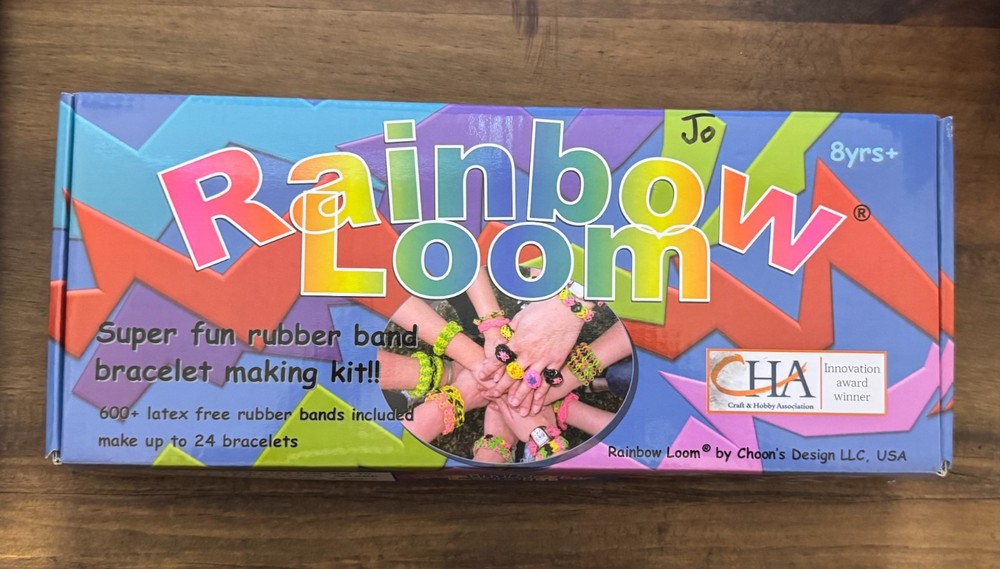 Jo
Rainbow®
Loom
8yrs+
Super fun rubber band
bracelet making kit!!
600+ latex free rubber bands included
make up to 24 bracelets
CHA
Craft & Hobby Association
Innovation
award
winner
Rainbow Loom® by Choon's Design LLC, USA